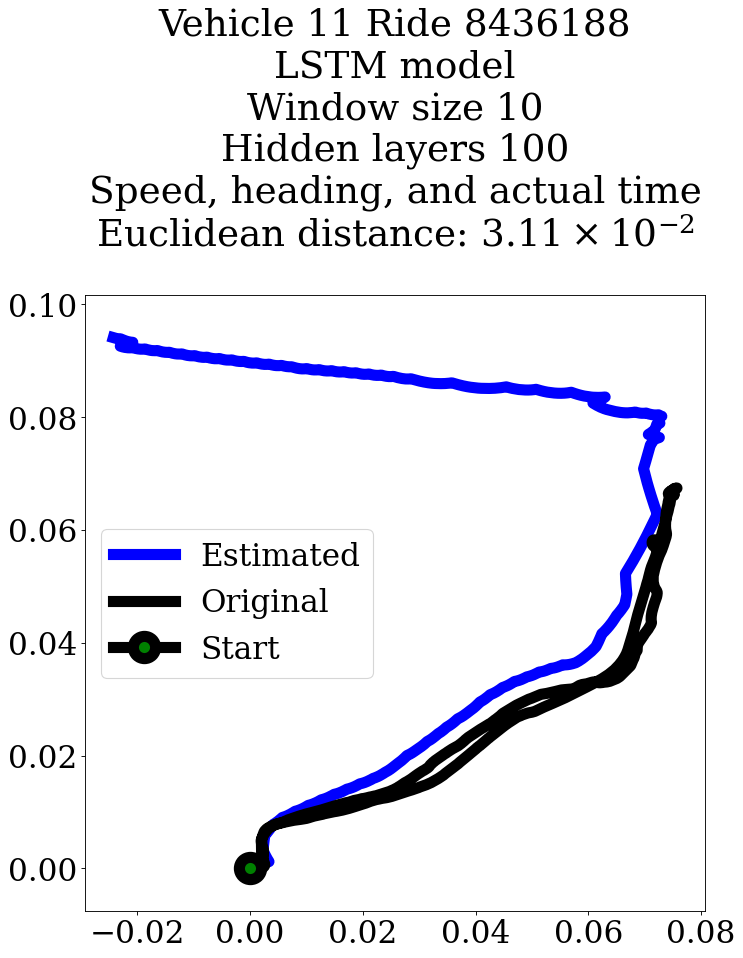 Vehicle 11 Ride 8436188
LSTM model
Window size 10
Hidden layers 100
Speed, heading, and actual time
Euclidean distance: 3.11 × 10⁻²
0.10
0.08
0.06
0.04
0.02
0.00
Estimated
Original
Start
−0.02 0.00 0.02 0.04 0.06 0.08